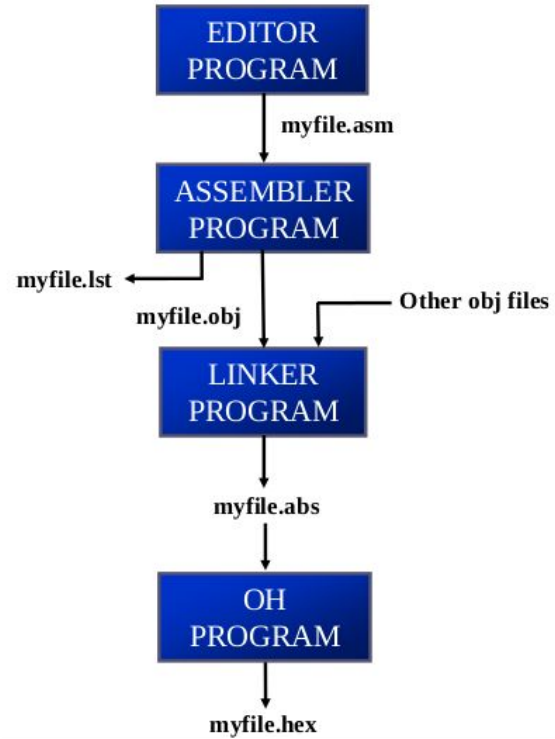 EDITOR
PROGRAM
myfile.asm
ASSEMBLER
PROGRAM
myfile.lst
myfile.obj
Other obj files
LINKER
PROGRAM
myfile.abs
OH
PROGRAM
myfile.hex